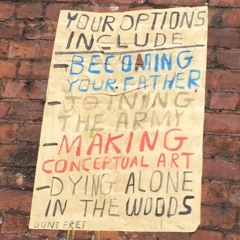 YOUR OPTIONS
INCLUDE
-BECOMING
YOUR FATHER
-JOINING
THE ARMY
-MAKING
CONCEPTUAL ART
-DYING ALONE
IN THE WOODS
DONT FRET